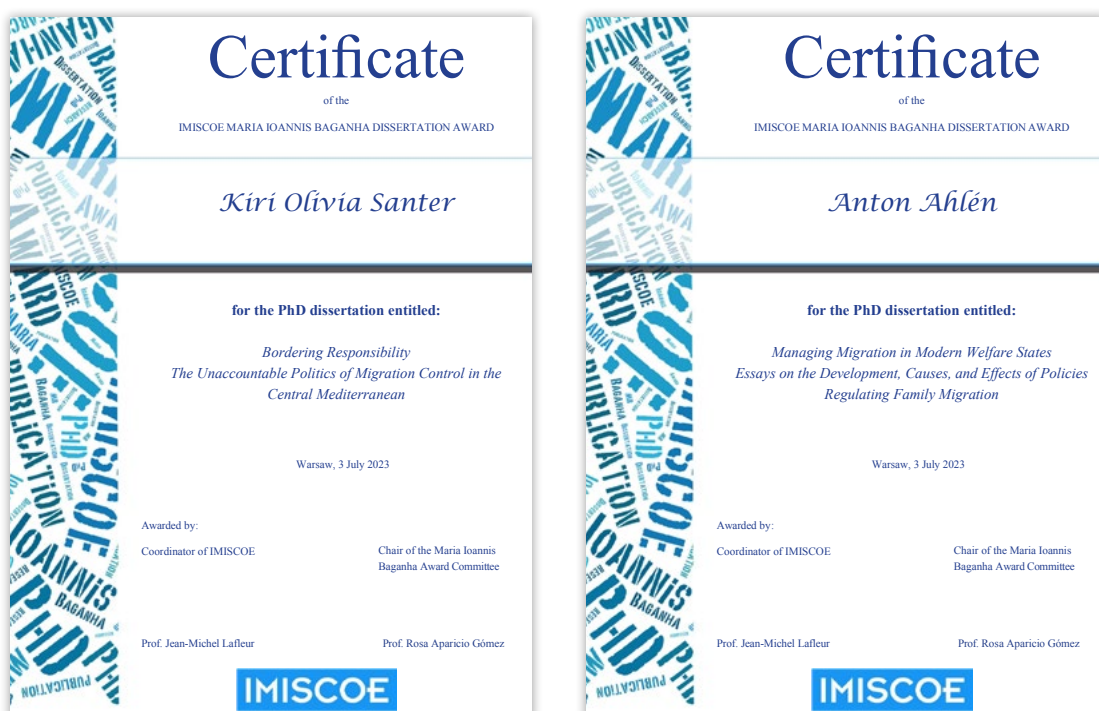 Certificate
of the
IMISCOE MARIA IOANNIS BAGANHA DISSERTATION AWARD
Kiri Olivia Santer
for the PhD dissertation entitled:
Bordering Responsibility
The Unaccountable Politics of Migration Control in the
Central Mediterranean
Warsaw, 3 July 2023
Awarded by:
Coordinator of IMISCOE
Chair of the Maria Ioannis
Baganha Award Committee
Prof. Jean-Michel Lafleur
Prof. Rosa Aparicio Gómez
IMISCOE
Certificate
of the
IMISCOE MARIA IOANNIS BAGANHA DISSERTATION AWARD
Anton Ahlén
for the PhD dissertation entitled:
Managing Migration in Modern Welfare States
Essays on the Development, Causes, and Effects of Policies
Regulating Family Migration
Warsaw, 3 July 2023
Awarded by:
Coordinator of IMISCOE
Chair of the Maria Ioannis
Baganha Award Committee
Prof. Jean-Michel Lafleur
Prof. Rosa Aparicio Gómez
IMISCOE